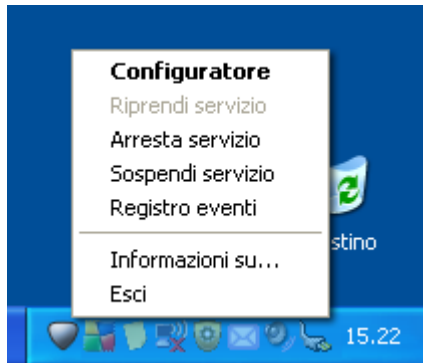 Configuratore
Riprendi servizio
Arresta servizio
Sospendi servizio
Registro eventi
stino
Informazioni su...
Esci
15.22